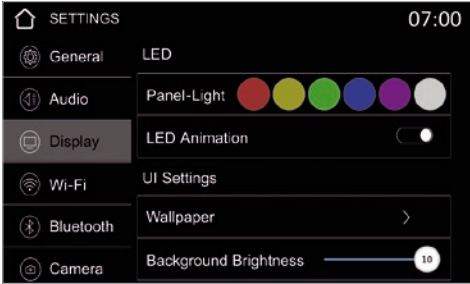 SETTINGS
07:00
General
Audio
Display
Wi-Fi
Bluetooth
Camera
LED
Panel-Light
LED Animation
UI Settings
Wallpaper
Background Brightness
10